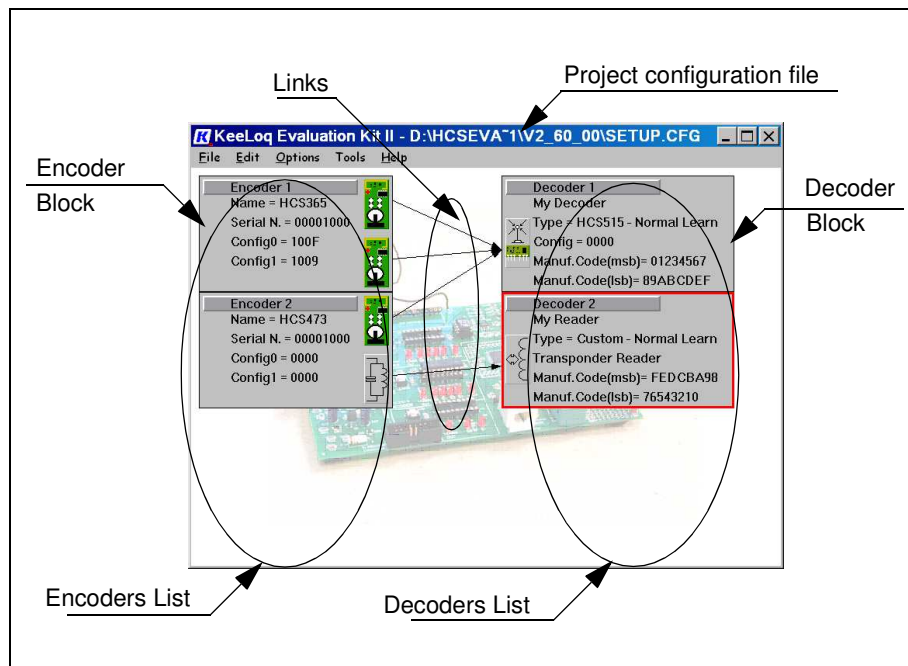 Links
Project configuration file
KeeLoq Evaluation Kit II - D:\HCSEVA~1\V2_60_00\SETUP.CFG
File Edit Options Tools Help
Encoder
Block
Encoder 1
Name = HCS365
Serial N. = 00001000
Config0 = 100F
Config1 = 1009
Encoder 2
Name = HCS473
Serial N. = 00001000
Config0 = 0000
Config1 = 0000
Decoder 1
My Decoder
Type = HCS515 - Normal Learn
Config = 0000
Manuf.Code(msb)= 01234567
Manuf.Code(lsb)= 89ABCDEF
Decoder 2
My Reader
Type = Custom - Normal Learn
Transponder Reader
Manuf.Code(msb)= FEDCBA98
Manuf.Code(lsb)= 76543210
Decoder
Block
Encoders List
Decoders List